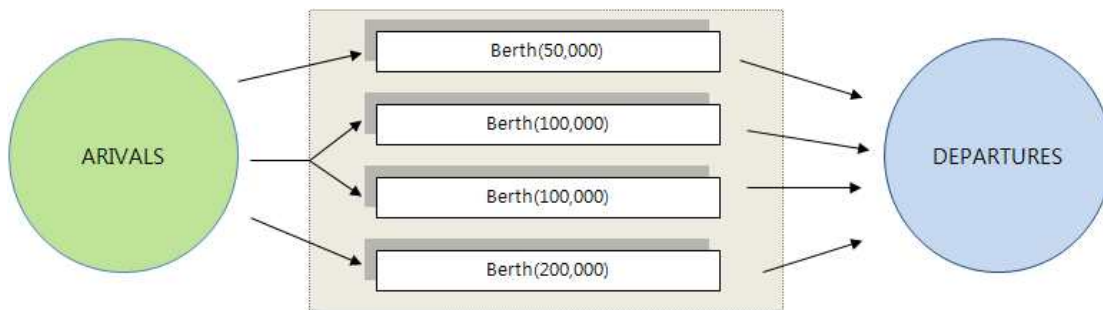 ARIVALS
Berth(50,000)
Berth(100,000)
Berth(100,000)
Berth(200,000)
DEPARTURES